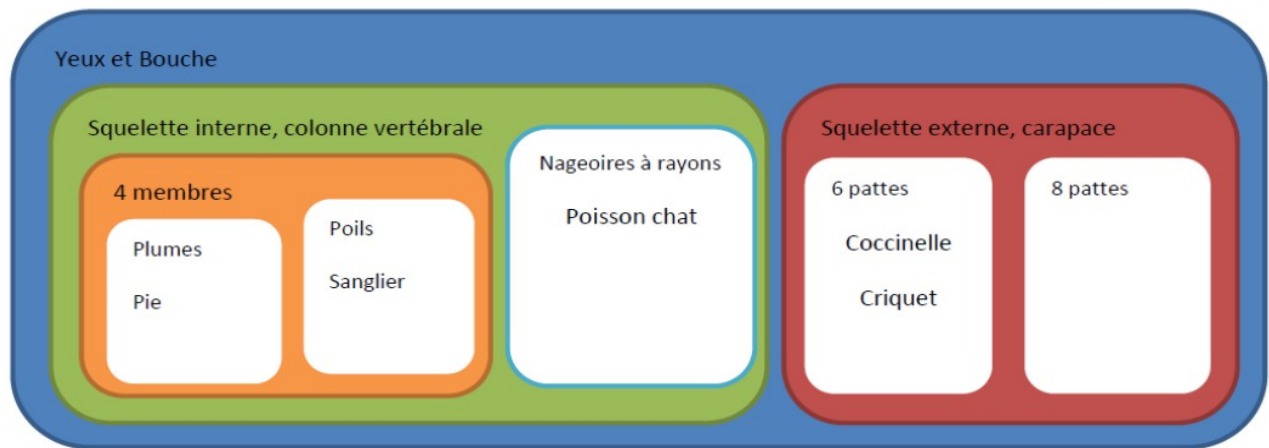 Yeux et Bouche
Squelette interne, colonne vertébrale
4 membres
Plumes
Pie
Poils
Sanglier
Nageoires à rayons
Poisson chat
Squelette externe, carapace
6 pattes
Coccinelle
Criquet
8 pattes